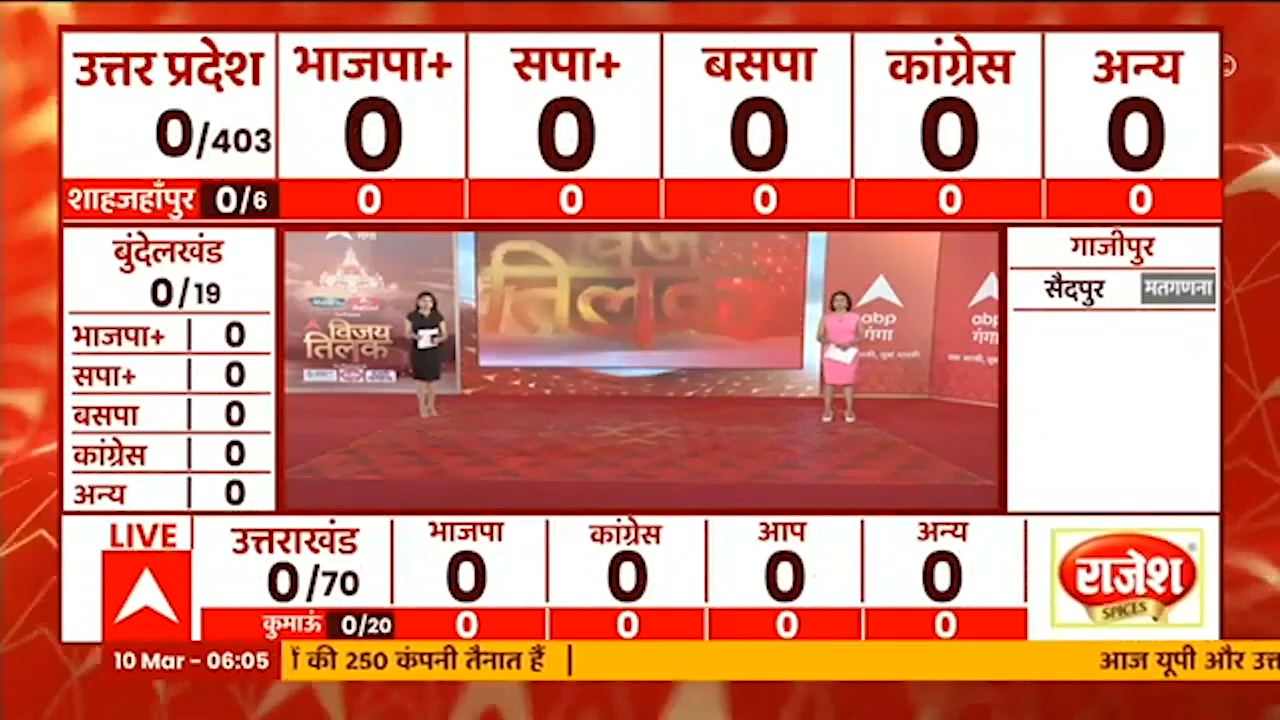 उत्तर प्रदेश
0/403
भाजपा+
0
सपा+
0
बसपा
0
कांग्रेस
0
अन्य
0
शाहजहाँपुर 0/6 0 0 0 0 0
बुंदेलखंड
0/19
भाजपा+ 0
सपा+ 0
बसपा 0
कांग्रेस 0
अन्य 0
विजय
तिलक
तिलक
abp
गंगा
abp
गाजीपुर
सैदपुर मतगणना
LIVE
उत्तराखंड
0/70
भाजपा
0
कांग्रेस
0
आप
0
अन्य
0
कुमाऊं 0/20 0 0 0 0
राजेश
SPICES
10 Mar - 06:05
की 250 कंपनी तैनात हैं |
आज यूपी और उत्त